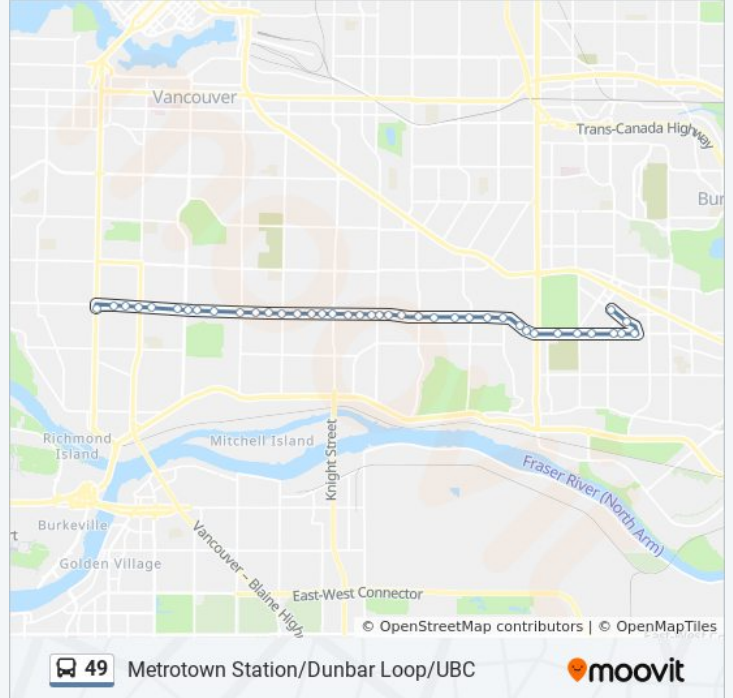 Vancouver
Trans-Canada Highway
Bur
Richmond
Island
Mitchell Island
Knight Street
Fraser River (North Arm)
Burkeville
rt
Golden Village
Vancouver – Blaine High
East-West Connector
© OpenStreetMap contributors | © OpenMapTiles
49 Metrotown Station/Dunbar Loop/UBC
moovit